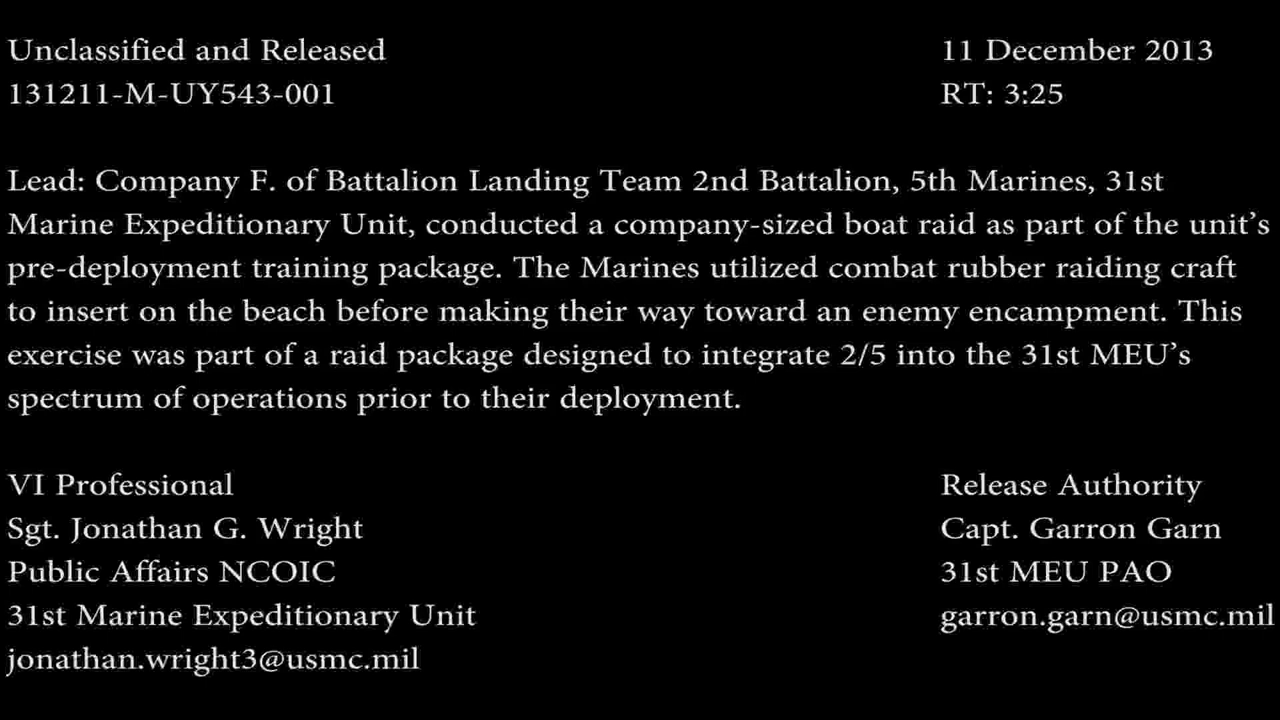 Unclassified and Released
11 December 2013
131211-M-UY543-001
RT: 3:25
Lead: Company F. of Battalion Landing Team 2nd Battalion, 5th Marines, 31st
Marine Expeditionary Unit, conducted a company-sized boat raid as part of the unit’s
pre-deployment training package. The Marines utilized combat rubber raiding craft
to insert on the beach before making their way toward an enemy encampment. This
exercise was part of a raid package designed to integrate 2/5 into the 31st MEU’s
spectrum of operations prior to their deployment.
VI Professional
Sgt. Jonathan G. Wright
Public Affairs NCOIC
31st Marine Expeditionary Unit
jonathan.wright3@usmc.mil
Release Authority
Capt. Garron Garn
31st MEU PAO
garron.garn@usmc.mil